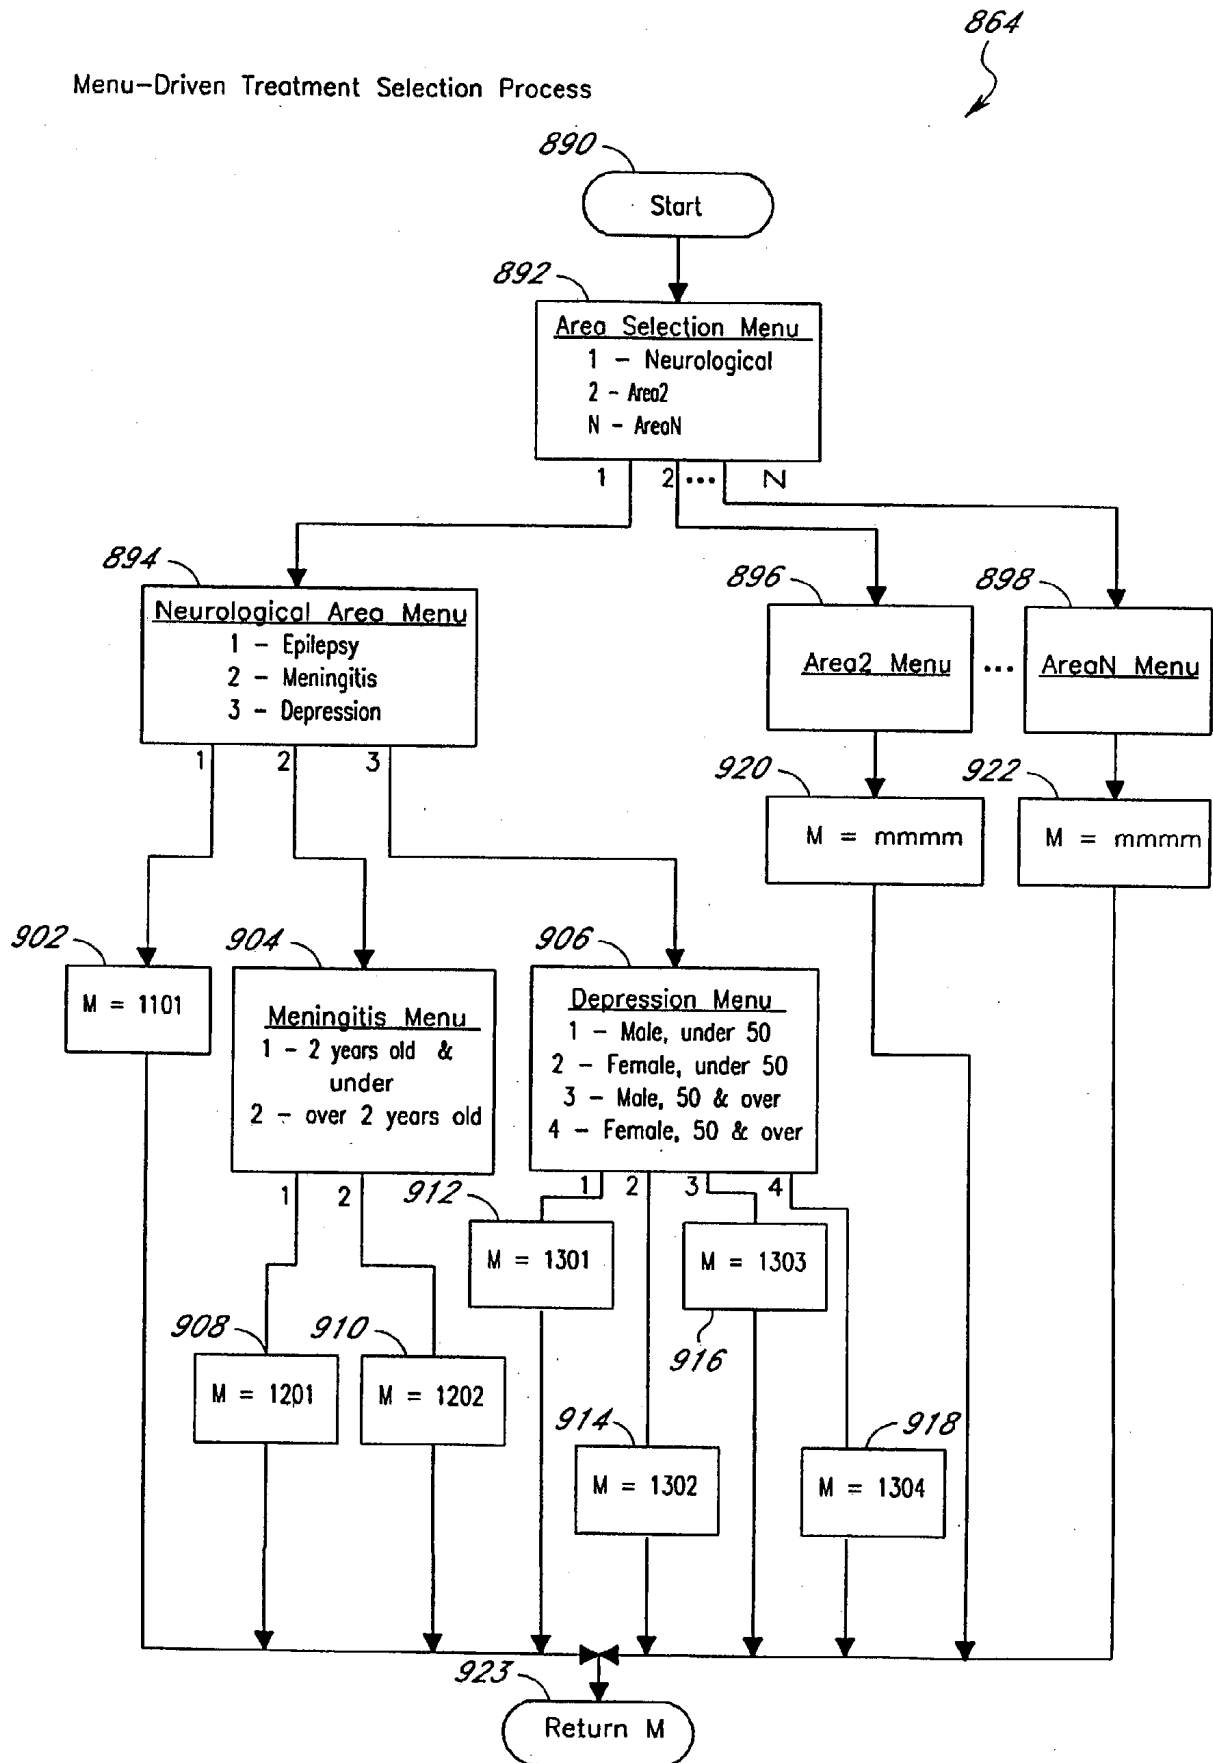 864
Menu-Driven Treatment Selection Process
890
Start
892
Area Selection Menu
1 - Neurological
2 - Area2
N - AreaN
1 2 ... N
894
Neurological Area Menu
1 - Epilepsy
2 - Meningitis
3 - Depression
1 2 3
896
Area2 Menu
...
898
AreaN Menu
920
M = mmmm
922
M = mmmm
902
M = 1101
904
Meningitis Menu
1 - 2 years old &
under
2 - over 2 years old
1 2
906
Depression Menu
1 - Male, under 50
2 - Female, under 50
3 - Male, 50 & over
4 - Female, 50 & over
1 2 3 4
912
M = 1301
M = 1303
916
908
M = 1201
910
M = 1202
914
M = 1302
918
M = 1304
923
Return M